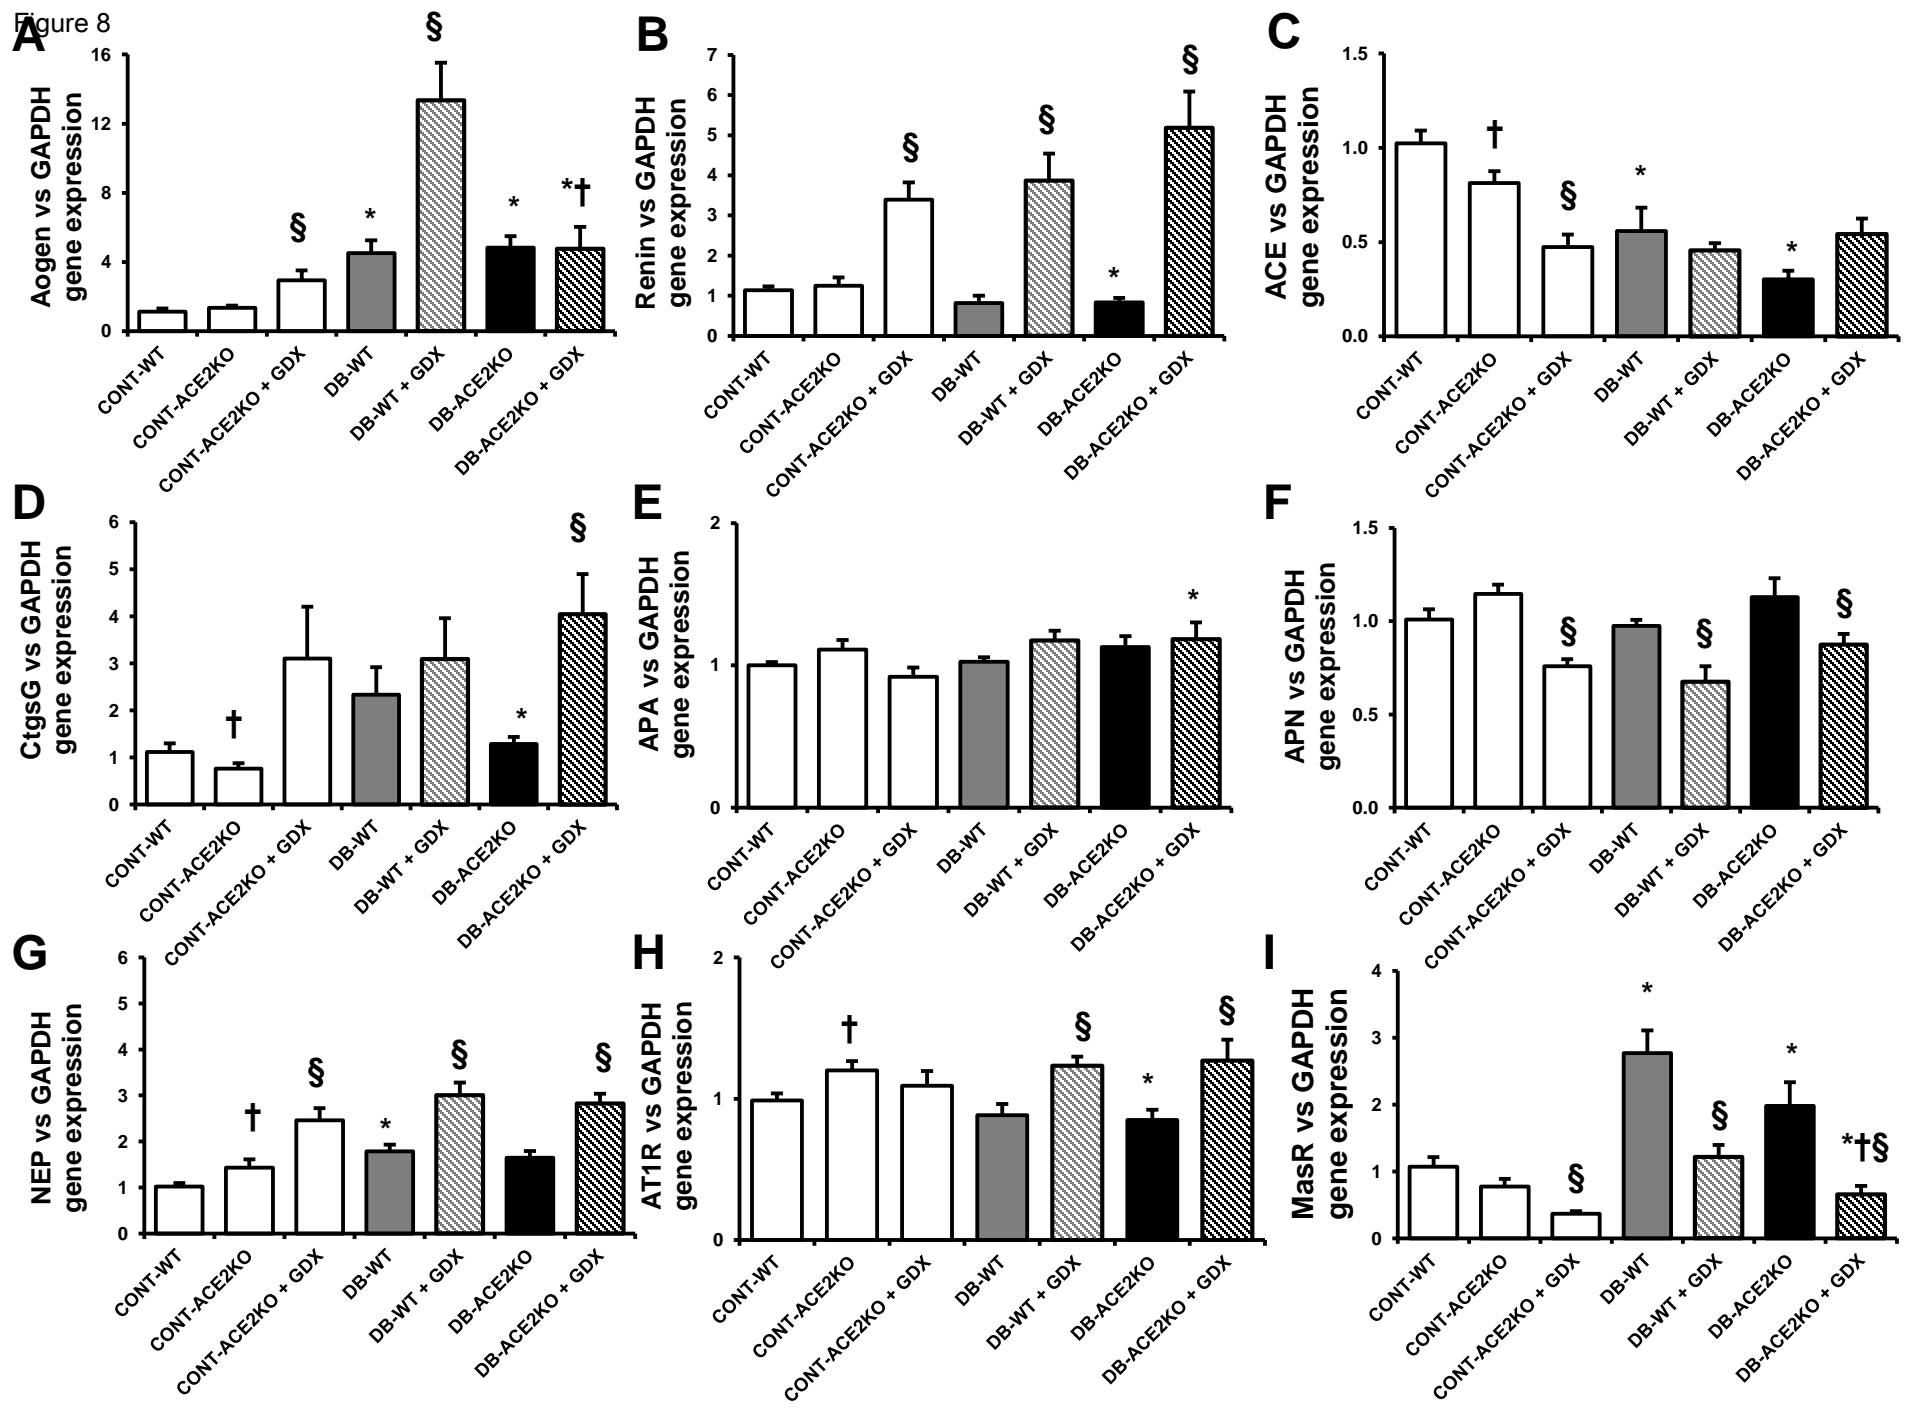 Figure 8
A
Aogen vs GAPDH
gene expression
16
12
8
4
0
§
*
§
*
*†
CONT-WT
CONT-ACE2KO
CONT-ACE2KO + GDX
DB-WT
DB-WT + GDX
DB-ACE2KO
DB-ACE2KO + GDX
B
Renin vs GAPDH
gene expression
7
6
5
4
3
2
1
0
§
§
*
§
CONT-WT
CONT-ACE2KO
CONT-ACE2KO + GDX
DB-WT
DB-WT + GDX
DB-ACE2KO
DB-ACE2KO + GDX
C
ACE vs GAPDH
gene expression
1.5
1.0
0.5
0.0
†
§
*
*
CONT-WT
CONT-ACE2KO
CONT-ACE2KO + GDX
DB-WT
DB-WT + GDX
DB-ACE2KO
DB-ACE2KO + GDX
D
CtgsG vs GAPDH
gene expression
6
5
4
3
2
1
0
†
*
§
CONT-WT
CONT-ACE2KO
CONT-ACE2KO + GDX
DB-WT
DB-WT + GDX
DB-ACE2KO
DB-ACE2KO + GDX
E
APA vs GAPDH
gene expression
2
1
0
*
CONT-WT
CONT-ACE2KO
CONT-ACE2KO + GDX
DB-WT
DB-WT + GDX
DB-ACE2KO
DB-ACE2KO + GDX
F
APN vs GAPDH
gene expression
1.5
1.0
0.5
0.0
§
§
§
CONT-WT
CONT-ACE2KO
CONT-ACE2KO + GDX
DB-WT
DB-WT + GDX
DB-ACE2KO
DB-ACE2KO + GDX
G
NEP vs GAPDH
gene expression
6
5
4
3
2
1
0
†
§
*
§
§
CONT-WT
CONT-ACE2KO
CONT-ACE2KO + GDX
DB-WT
DB-WT + GDX
DB-ACE2KO
DB-ACE2KO + GDX
H
AT1R vs GAPDH
gene expression
2
1
0
†
§
*
§
CONT-WT
CONT-ACE2KO
CONT-ACE2KO + GDX
DB-WT
DB-WT + GDX
DB-ACE2KO
DB-ACE2KO + GDX
I
MasR vs GAPDH
gene expression
4
3
2
1
0
§
*
§
*
*†§
CONT-WT
CONT-ACE2KO
CONT-ACE2KO + GDX
DB-WT
DB-WT + GDX
DB-ACE2KO
DB-ACE2KO + GDX